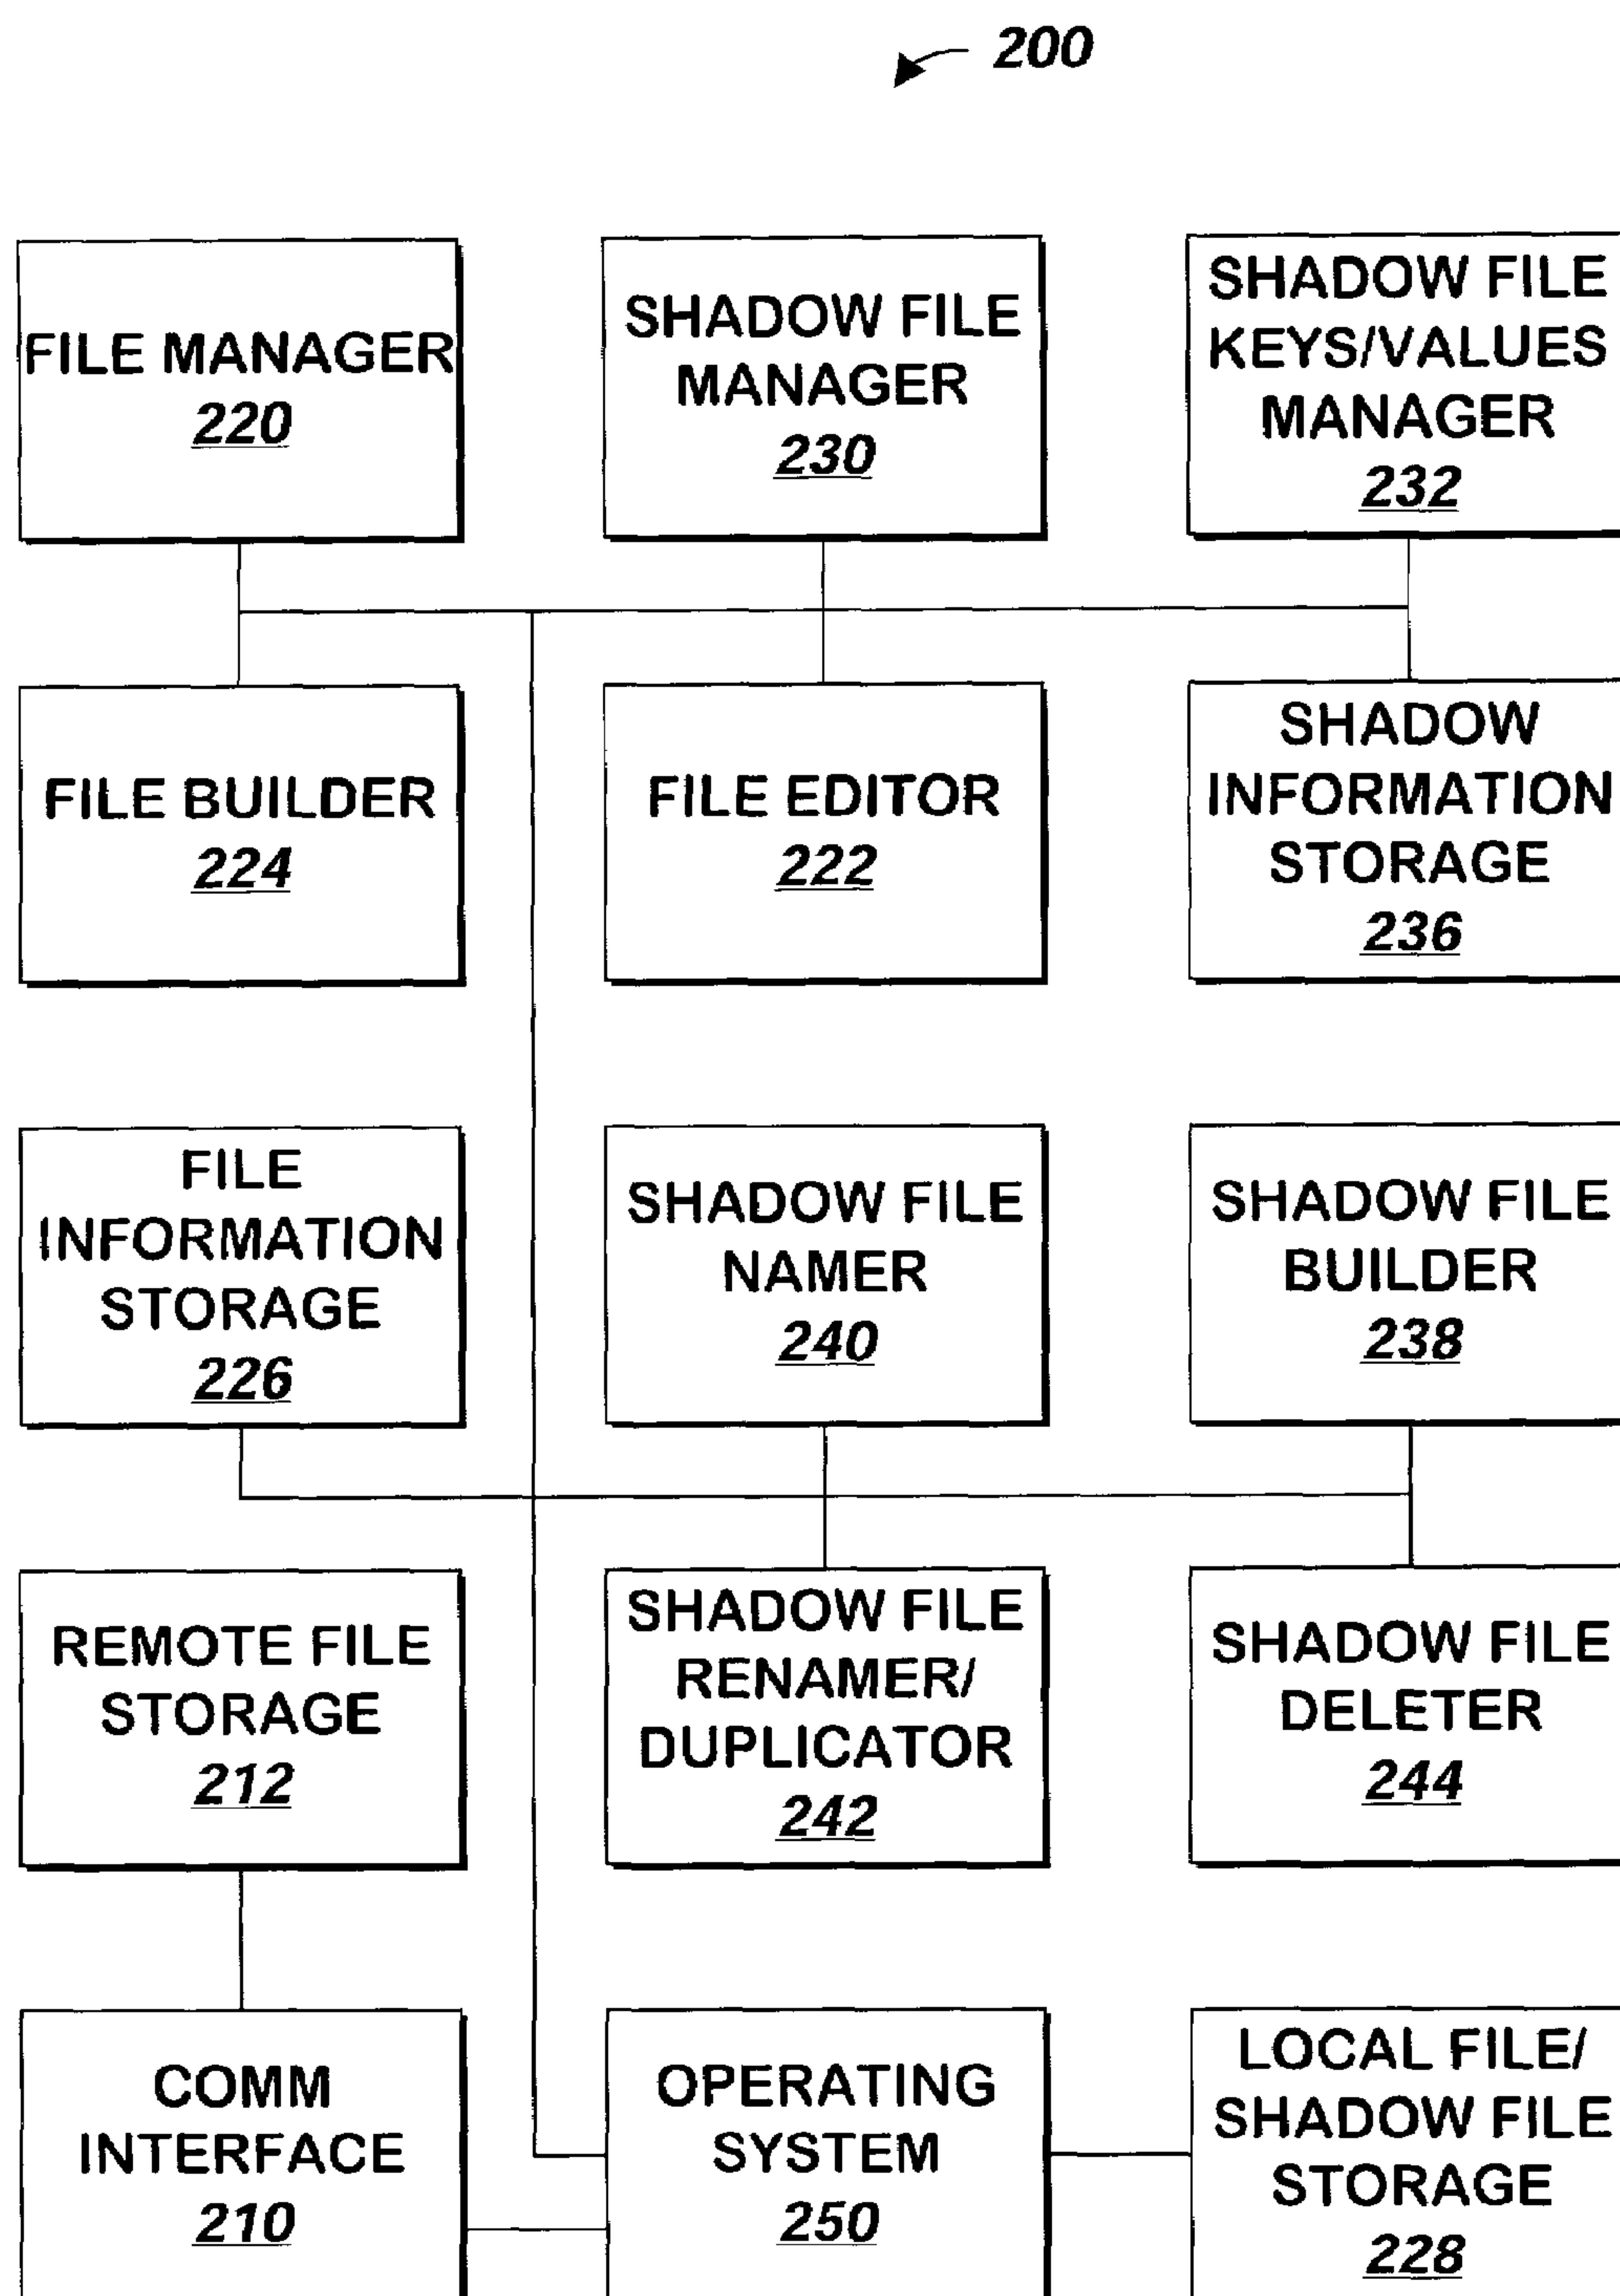 200
FILE MANAGER
220
SHADOW FILE
MANAGER
230
SHADOW FILE
KEYS/VALUES
MANAGER
232
FILE BUILDER
224
FILE EDITOR
222
SHADOW
INFORMATION
STORAGE
236
FILE
INFORMATION
STORAGE
226
SHADOW FILE
NAMER
240
SHADOW FILE
BUILDER
238
REMOTE FILE
STORAGE
212
SHADOW FILE
RENAMER/
DUPLICATOR
242
SHADOW FILE
DELETER
244
COMM
INTERFACE
210
OPERATING
SYSTEM
250
LOCAL FILE/
SHADOW FILE
STORAGE
228